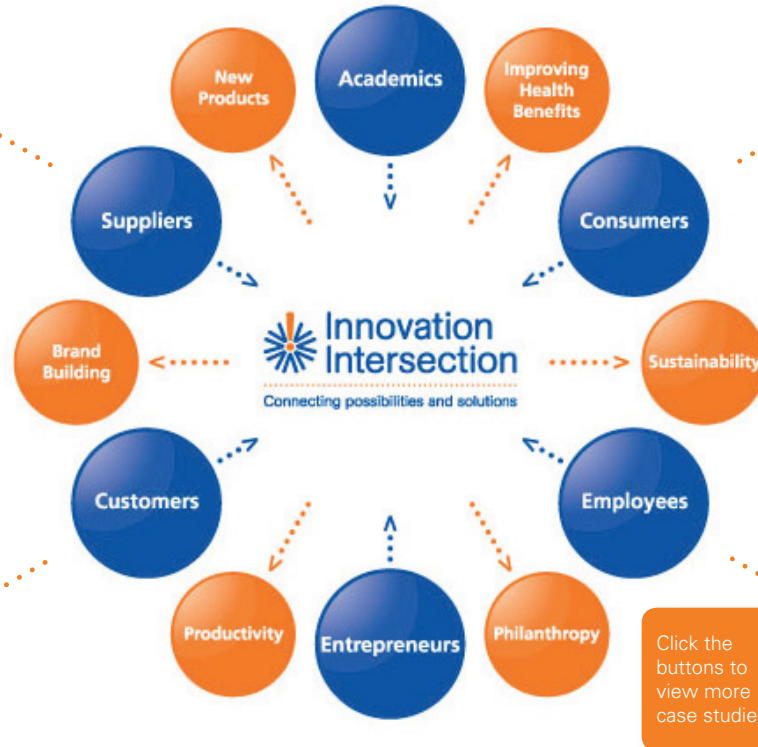 Academics
New
Products
Improving
Health
Benefits
Suppliers
Consumers
Innovation
Intersection
Connecting possibilities and solutions
Brand
Building
Sustainability
Customers
Employees
Productivity
Entrepreneurs
Philanthropy
Click the
buttons to
view more
case studie